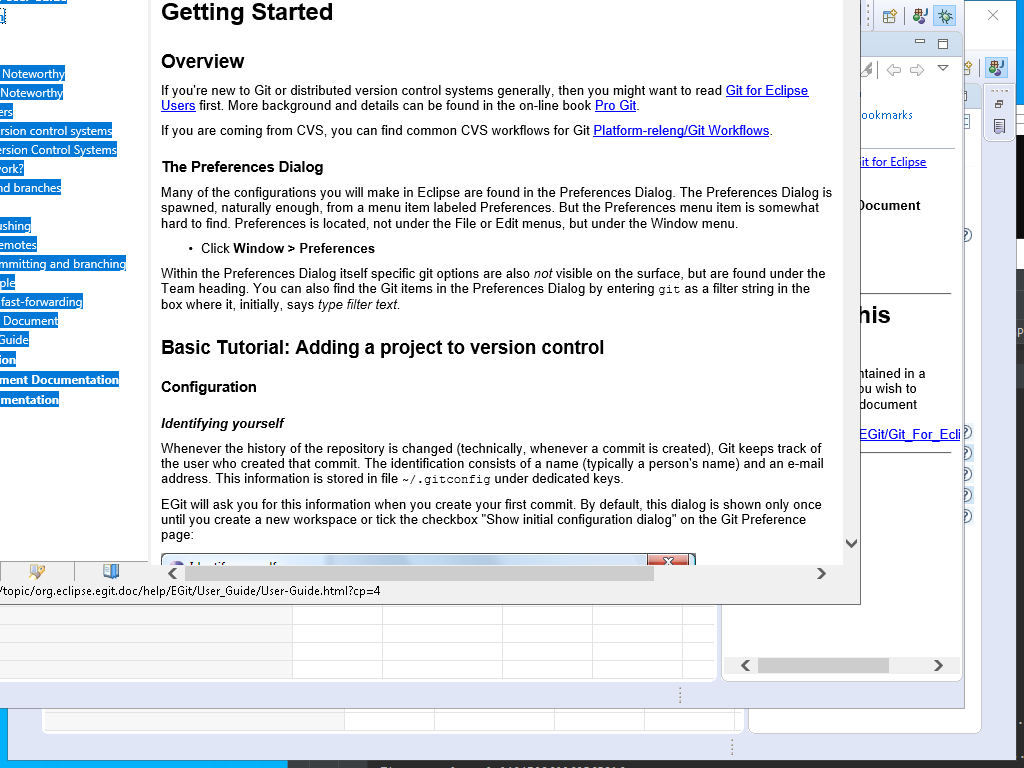 Noteworthy
Noteworthy
ers
rsion control systems
ersion Control Systems
ork?
nd branches
ushing
emotes
mmitting and branching
ple
fast-forwarding
Document
Guide
ion
ment Documentation
mentation
Getting Started
Overview
If you're new to Git or distributed version control systems generally, then you might want to read Git for Eclipse
Users first. More background and details can be found in the on-line book Pro Git.
If you are coming from CVS, you can find common CVS workflows for Git Platform-releng/Git Workflows.
The Preferences Dialog
Many of the configurations you will make in Eclipse are found in the Preferences Dialog. The Preferences Dialog is
spawned, naturally enough, from a menu item labeled Preferences. But the Preferences menu item is somewhat
hard to find. Preferences is located, not under the File or Edit menus, but under the Window menu.
• Click Window > Preferences
Within the Preferences Dialog itself specific git options are also not visible on the surface, but are found under the
Team heading. You can also find the Git items in the Preferences Dialog by entering git as a filter string in the
box where it, initially, says type filter text.
Basic Tutorial: Adding a project to version control
Configuration
Identifying yourself
Whenever the history of the repository is changed (technically, whenever a commit is created), Git keeps track of
the user who created that commit. The identification consists of a name (typically a person's name) and an e-mail
address. This information is stored in file ~/.gitconfig under dedicated keys.
EGit will ask you for this information when you create your first commit. By default, this dialog is shown only once
until you create a new workspace or tick the checkbox "Show initial configuration dialog" on the Git Preference
page:
/topic/org.eclipse.egit.doc/help/EGit/User_Guide/User-Guide.html?cp=4
ookmarks
it for Eclipse
Document
his
ntained in a
ou wish to
document
EGit/Git_For_Ecli